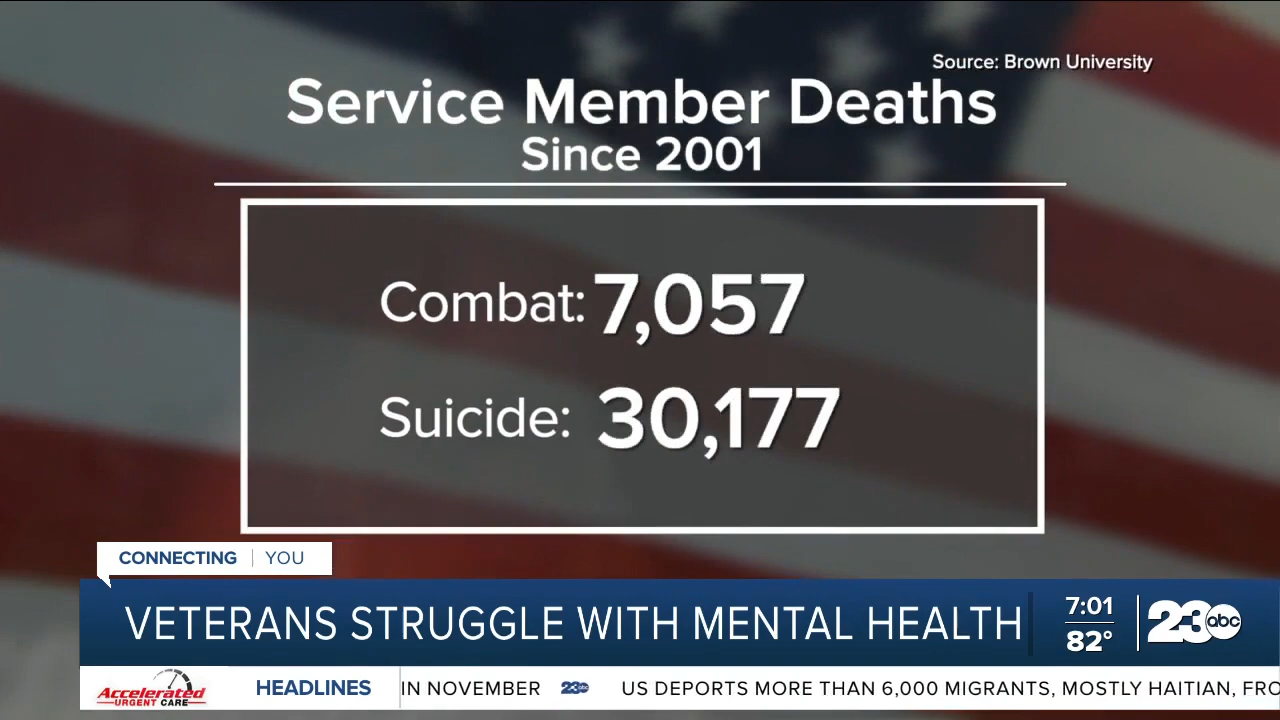 Source: Brown University
Service Member Deaths
Since 2001
Combat: 7,057
Suicide: 30,177
CONNECTING | YOU
VETERANS STRUGGLE WITH MENTAL HEALTH
7:01
82°
23 abc
Accelerated
URGENT CARE
HEADLINES
IN NOVEMBER 23abc US DEPORTS MORE THAN 6,000 MIGRANTS, MOSTLY HAITIAN, FRO